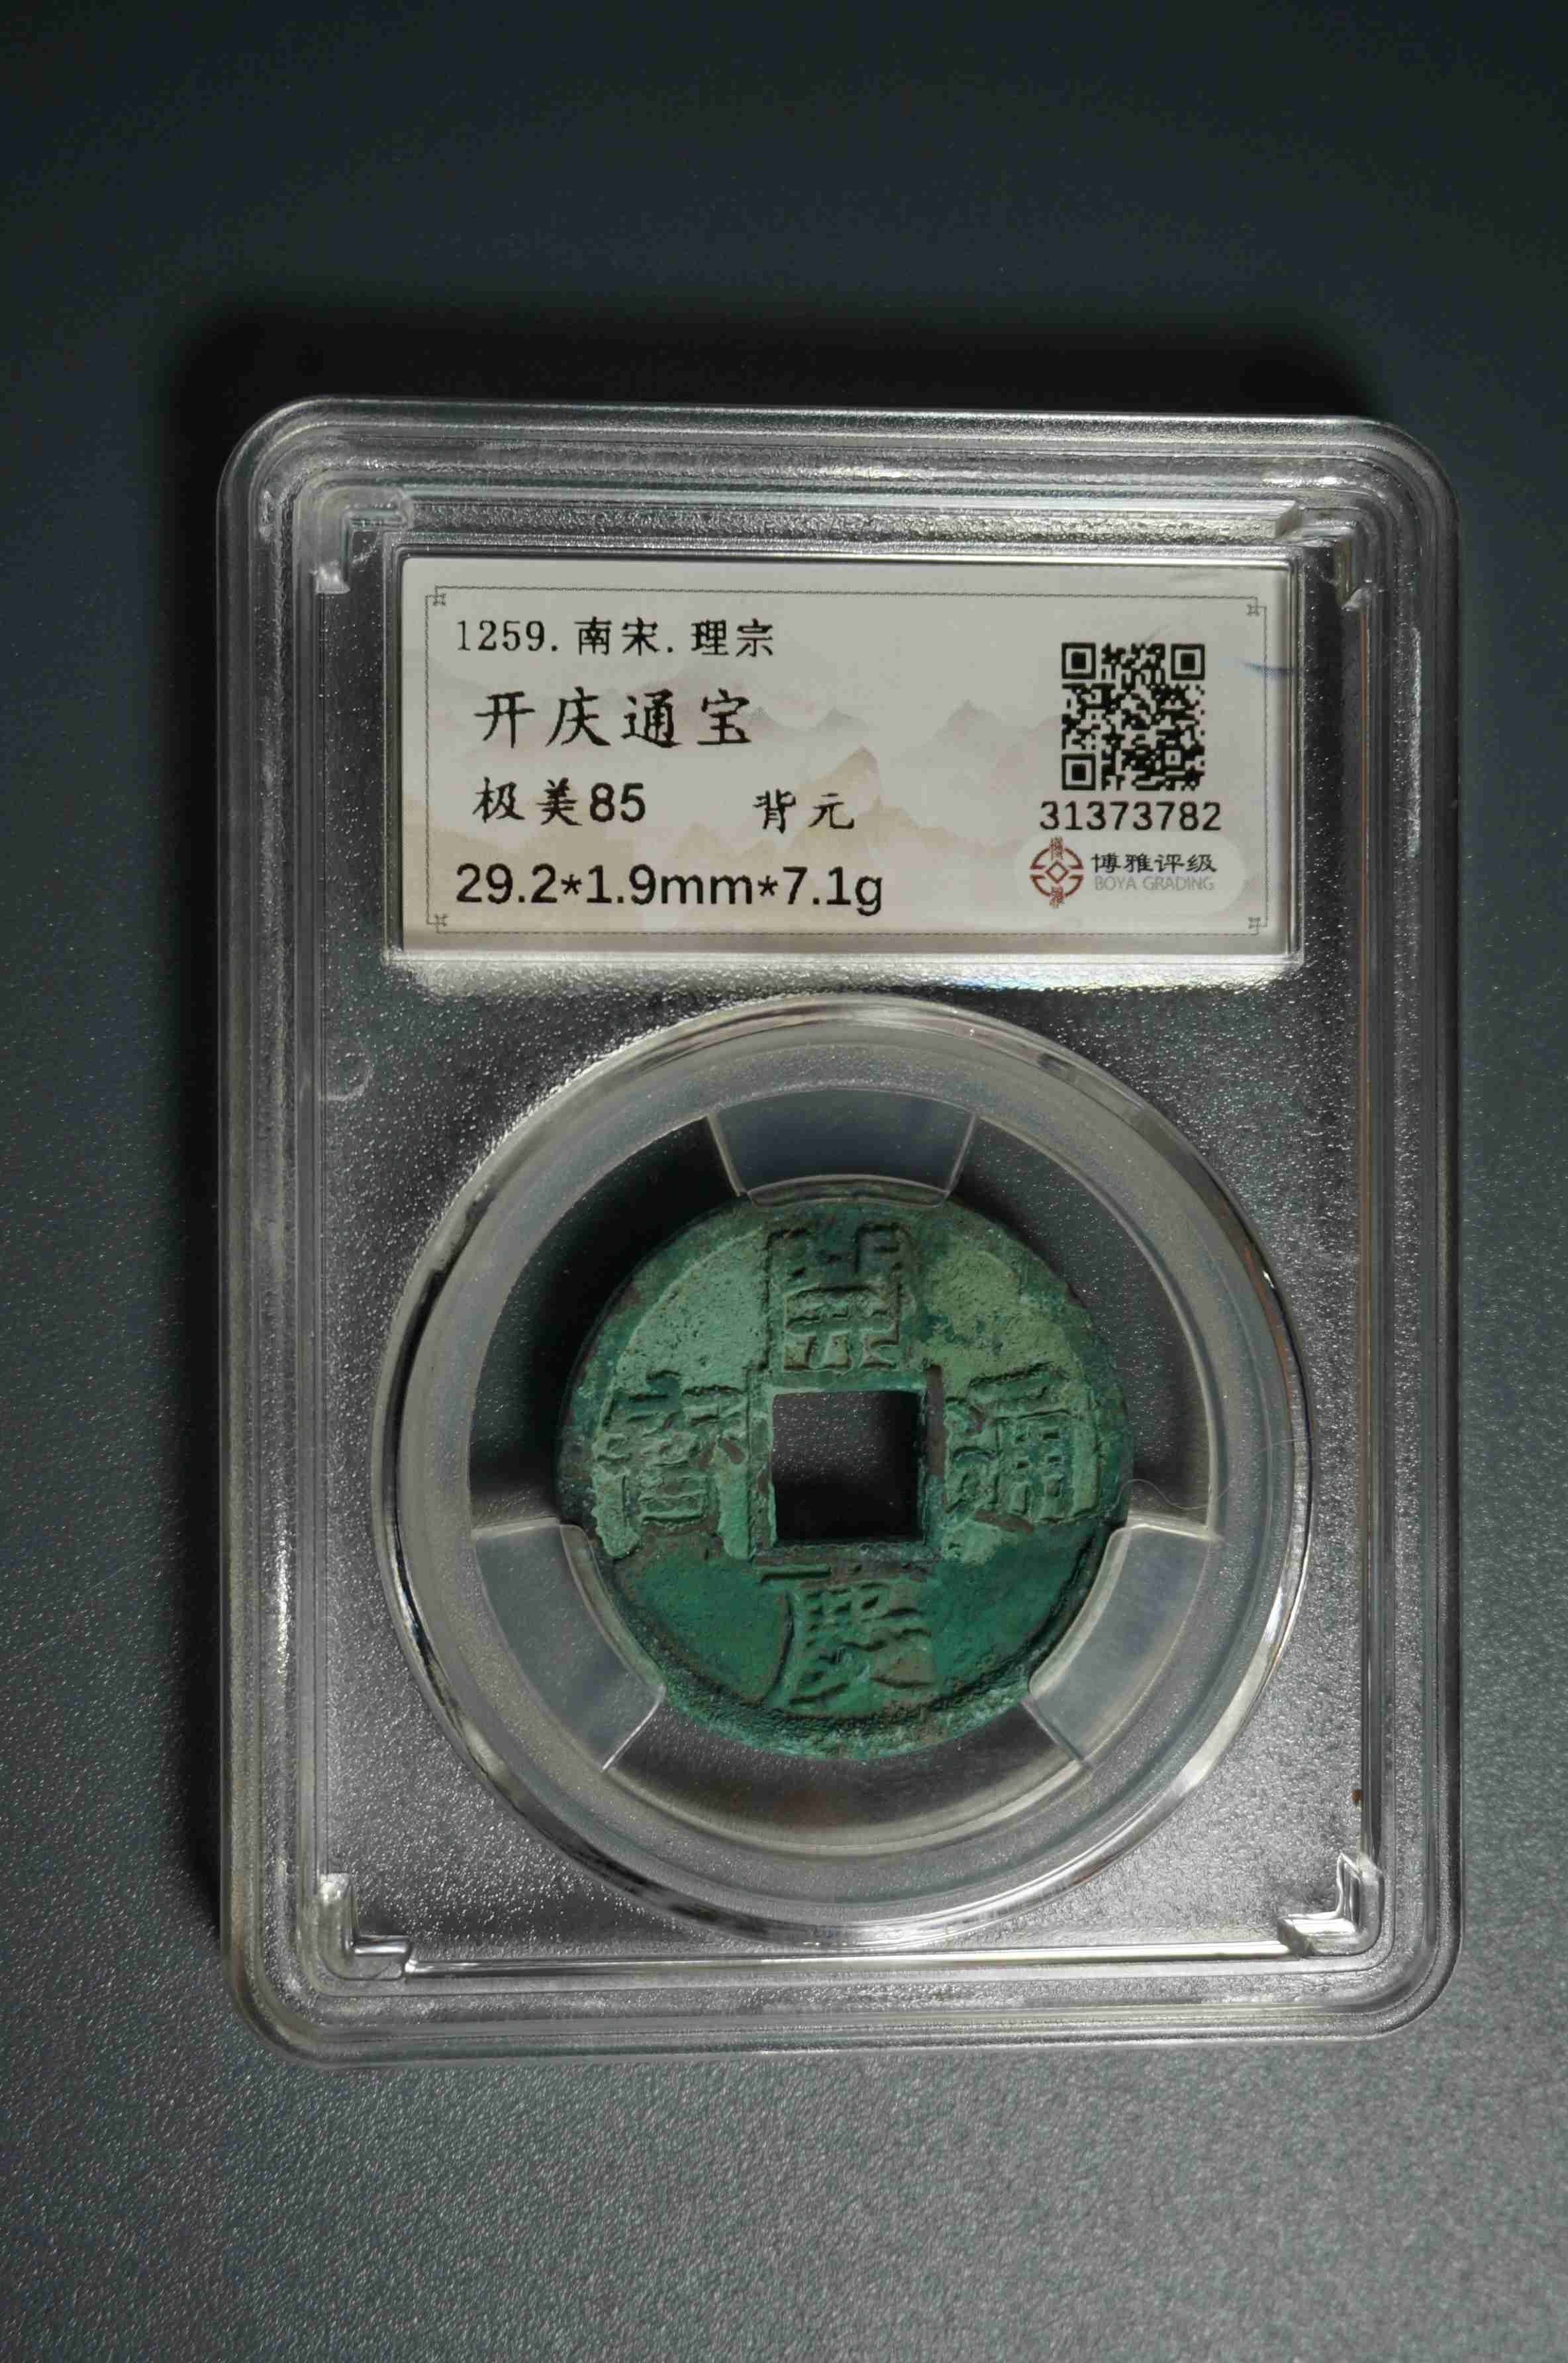 1259.南宋.理宗
开庆通宝
极美85 背元
29.2*1.9mm*7.1g
31373782
博雅评级
BOYA GRADING
開
寳 通
慶